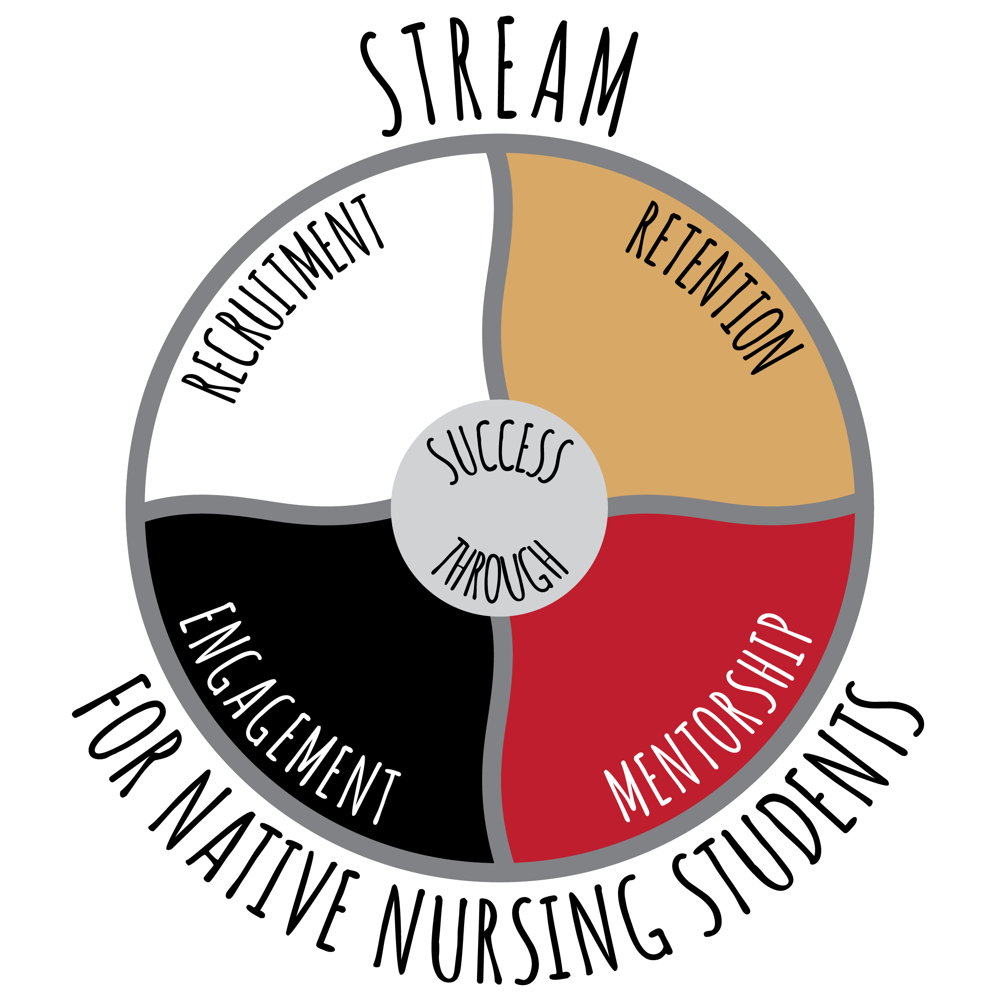 STREAM
SUCCESS
THROUGH
RECRUITMENT
RETENTION
ENGAGEMENT
MENTORSHIP
FOR NATIVE NURSING STUDENTS